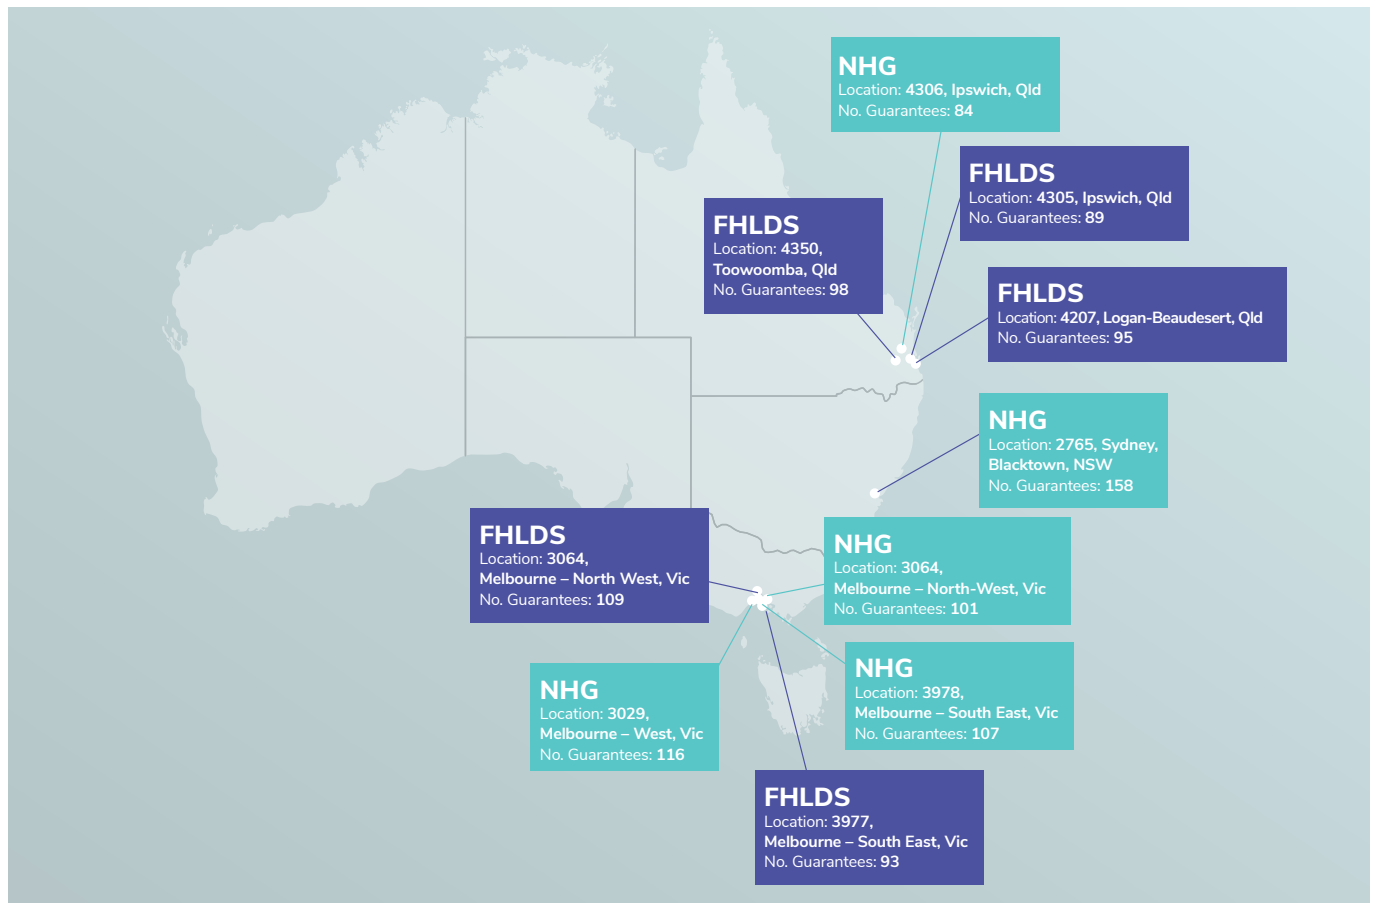 NHG
Location: 4306, Ipswich, Qld
No. Guarantees: 84
FHLDS
Location: 4305, Ipswich, Qld
No. Guarantees: 89
FHLDS
Location: 4350,
Toowoomba, Qld
No. Guarantees: 98
FHLDS
Location: 4207, Logan-Beaudesert, Qld
No. Guarantees: 95
NHG
Location: 2765, Sydney,
Blacktown, NSW
No. Guarantees: 158
FHLDS
Location: 3064,
Melbourne – North West, Vic
No. Guarantees: 109
NHG
Location: 3064,
Melbourne – North-West, Vic
No. Guarantees: 101
NHG
Location: 3978,
Melbourne – South East, Vic
No. Guarantees: 107
NHG
Location: 3029,
Melbourne – West, Vic
No. Guarantees: 116
FHLDS
Location: 3977,
Melbourne – South East, Vic
No. Guarantees: 93